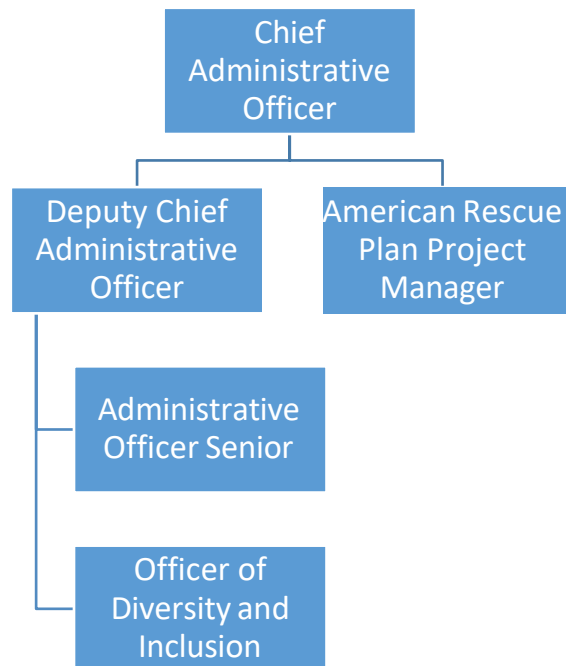 Chief
Administrative
Officer
Deputy Chief
Administrative
Officer
American Rescue
Plan Project
Manager
Administrative
Officer Senior
Officer of
Diversity and
Inclusion